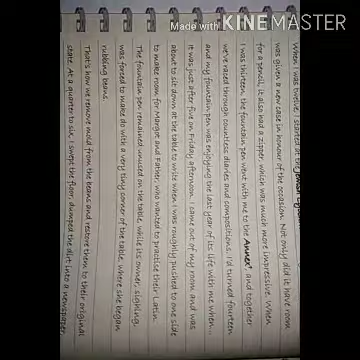 Made with KINEMASTER
When I was twelve, I started at the Jewish Lyceum
was given a new case in honour of the occasion. Not only did it have room
for a pencil, it also had a zipper, which was much more impressive. When
I was thirteen, the fountain pen went with me to the Annex⁴, and together
we've raced through countless diaries and compositions. I'd turned fourteen
and my fountain pen was enjoying the last year of its life with me when...
It was just after five on Friday afternoon. I came out of my room and was
about to sit down at the table to write when I was roughly pushed to one side
to make room for Margot and Father, who wanted to practise their Latin.
The fountain pen remained unused on the table, while its owner, sighing,
was forced to make do with a very tiny corner of the table, where she began
rubbing beans.
That's how we remove mold from the beans and restore them to their original
state. At a quarter to six, I swept the floor, dumped the dirt into a newspaper,